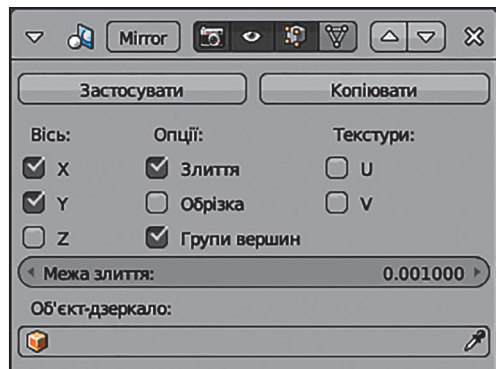 Mirror
Застосувати Копіювати
Вісь: Опції: Текстури:
X Злиття U
Y Обрізка V
Z Групи вершин
Межа злиття: 0.001000
Об'єкт-дзеркало: